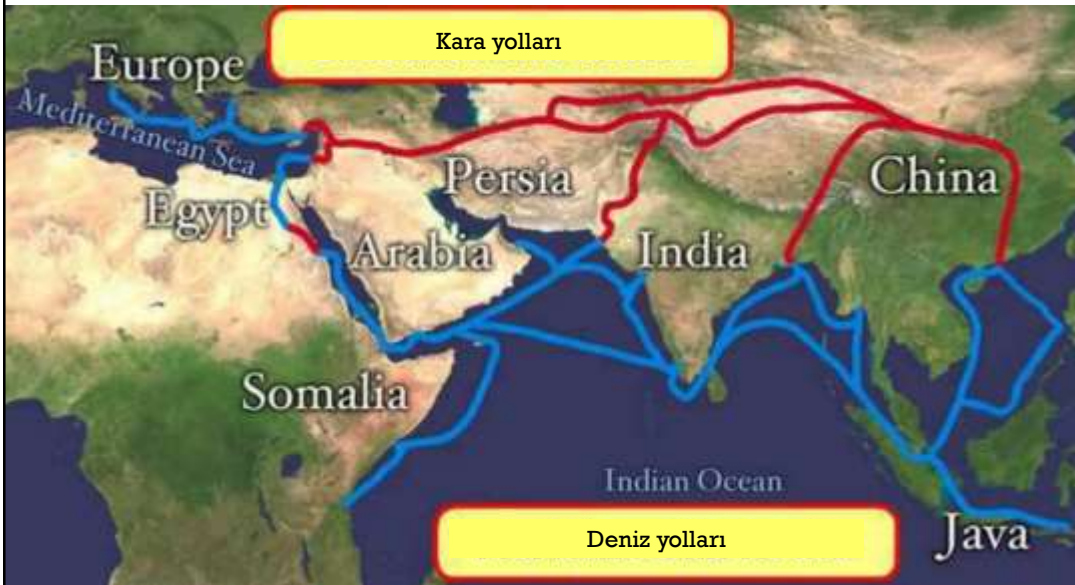 Kara yolları
Europe
Mediterranean Sea
Egypt
Persia
China
Arabia
India
Somalia
Indian Ocean
Deniz yolları
Java